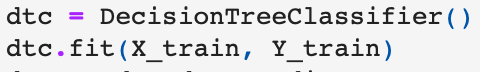 dtc = DecisionTreeClassifier()
dtc.fit(X_train, Y_train)